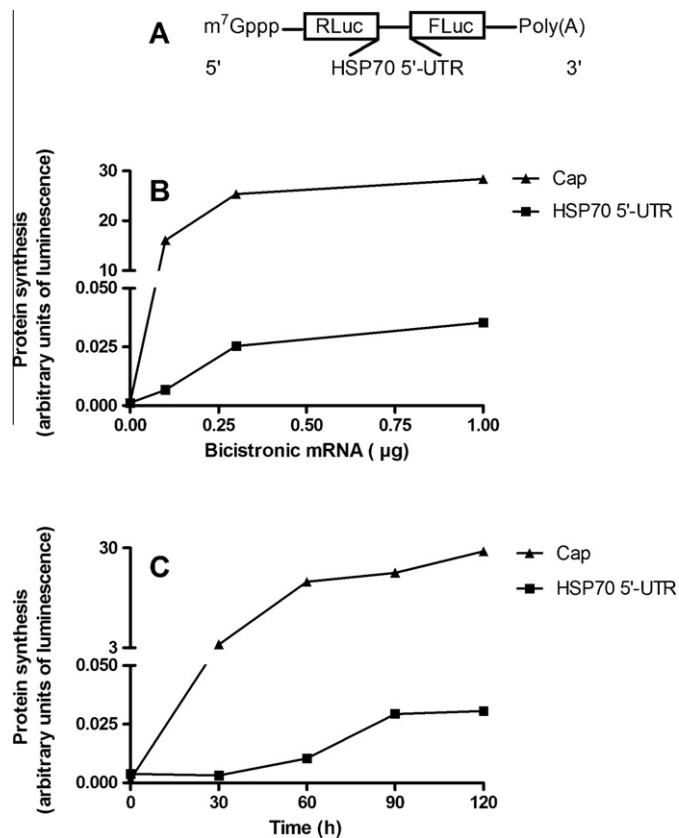 A
m⁷Gppp RLuc FLuc Poly(A)
5' HSP70 5'-UTR 3'
B
Protein synthesis
(arbitrary units of luminescence)
30
20
10
0.050
0.025
0.000
0.00 0.25 0.50 0.75 1.00
Bicistronic mRNA ( µg)
Cap
HSP70 5'-UTR
C
Protein synthesis
(arbitrary units of luminescence)
30
3
0.050
0.025
0.000
0 30 60 90 120
Time (h)
Cap
HSP70 5'-UTR